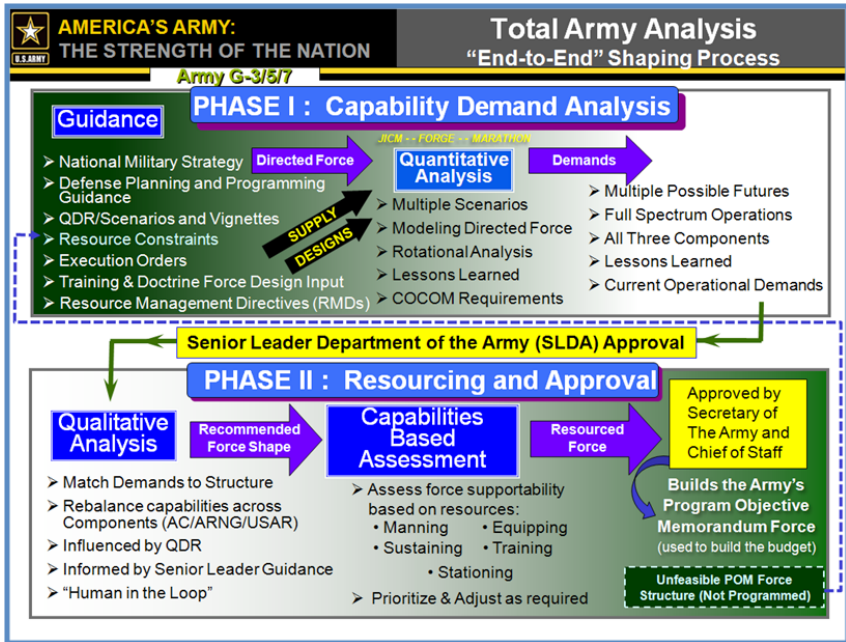 U.S.ARMY
AMERICA'S ARMY:
THE STRENGTH OF THE NATION
Total Army Analysis
“End-to-End” Shaping Process
Army G-3/5/7
PHASE I : Capability Demand Analysis
Guidance
➢ National Military Strategy
➢ Defense Planning and Programming
Guidance
➢ QDR/Scenarios and Vignettes
➢ Resource Constraints
➢ Execution Orders
➢ Training & Doctrine Force Design Input
➢ Resource Management Directives (RMDs)
Directed Force
SUPPLY
DESIGNS
JICM - - FORGE - - MARATHON
Quantitative
Analysis
➢ Multiple Scenarios
➢ Modeling Directed Force
➢ Rotational Analysis
➢ Lessons Learned
➢ COCOM Requirements
Demands
➢ Multiple Possible Futures
➢ Full Spectrum Operations
➢ All Three Components
➢ Lessons Learned
➢ Current Operational Demands
Senior Leader Department of the Army (SLDA) Approval
PHASE II : Resourcing and Approval
Qualitative
Analysis
➢ Match Demands to Structure
➢ Rebalance capabilities across
Components (AC/ARNG/USAR)
➢ Influenced by QDR
➢ Informed by Senior Leader Guidance
➢ “Human in the Loop”
Recommended
Force Shape
Capabilities
Based
Assessment
➢ Assess force supportability
based on resources:
• Manning • Equipping
• Sustaining • Training
• Stationing
➢ Prioritize & Adjust as required
Resourced
Force
Approved by
Secretary of
The Army and
Chief of Staff
Builds the Army's
Program Objective
Memorandum Force
(used to build the budget)
Unfeasible POM Force
Structure (Not Programmed)